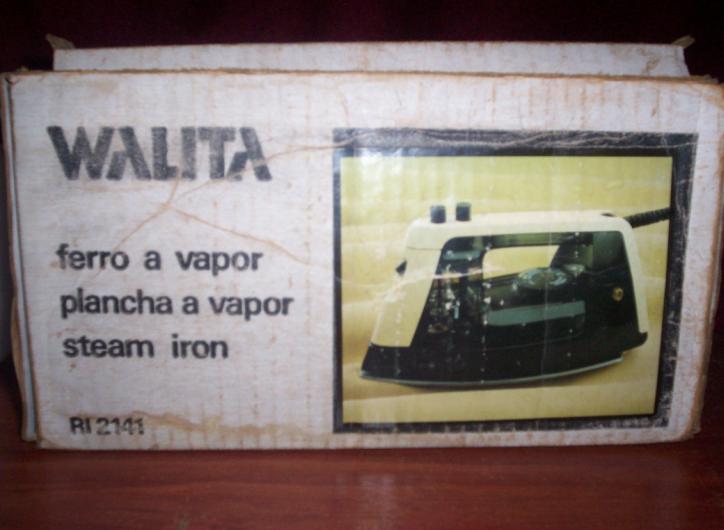 WALITA
ferro a vapor
plancha a vapor
steam iron
RI 2141